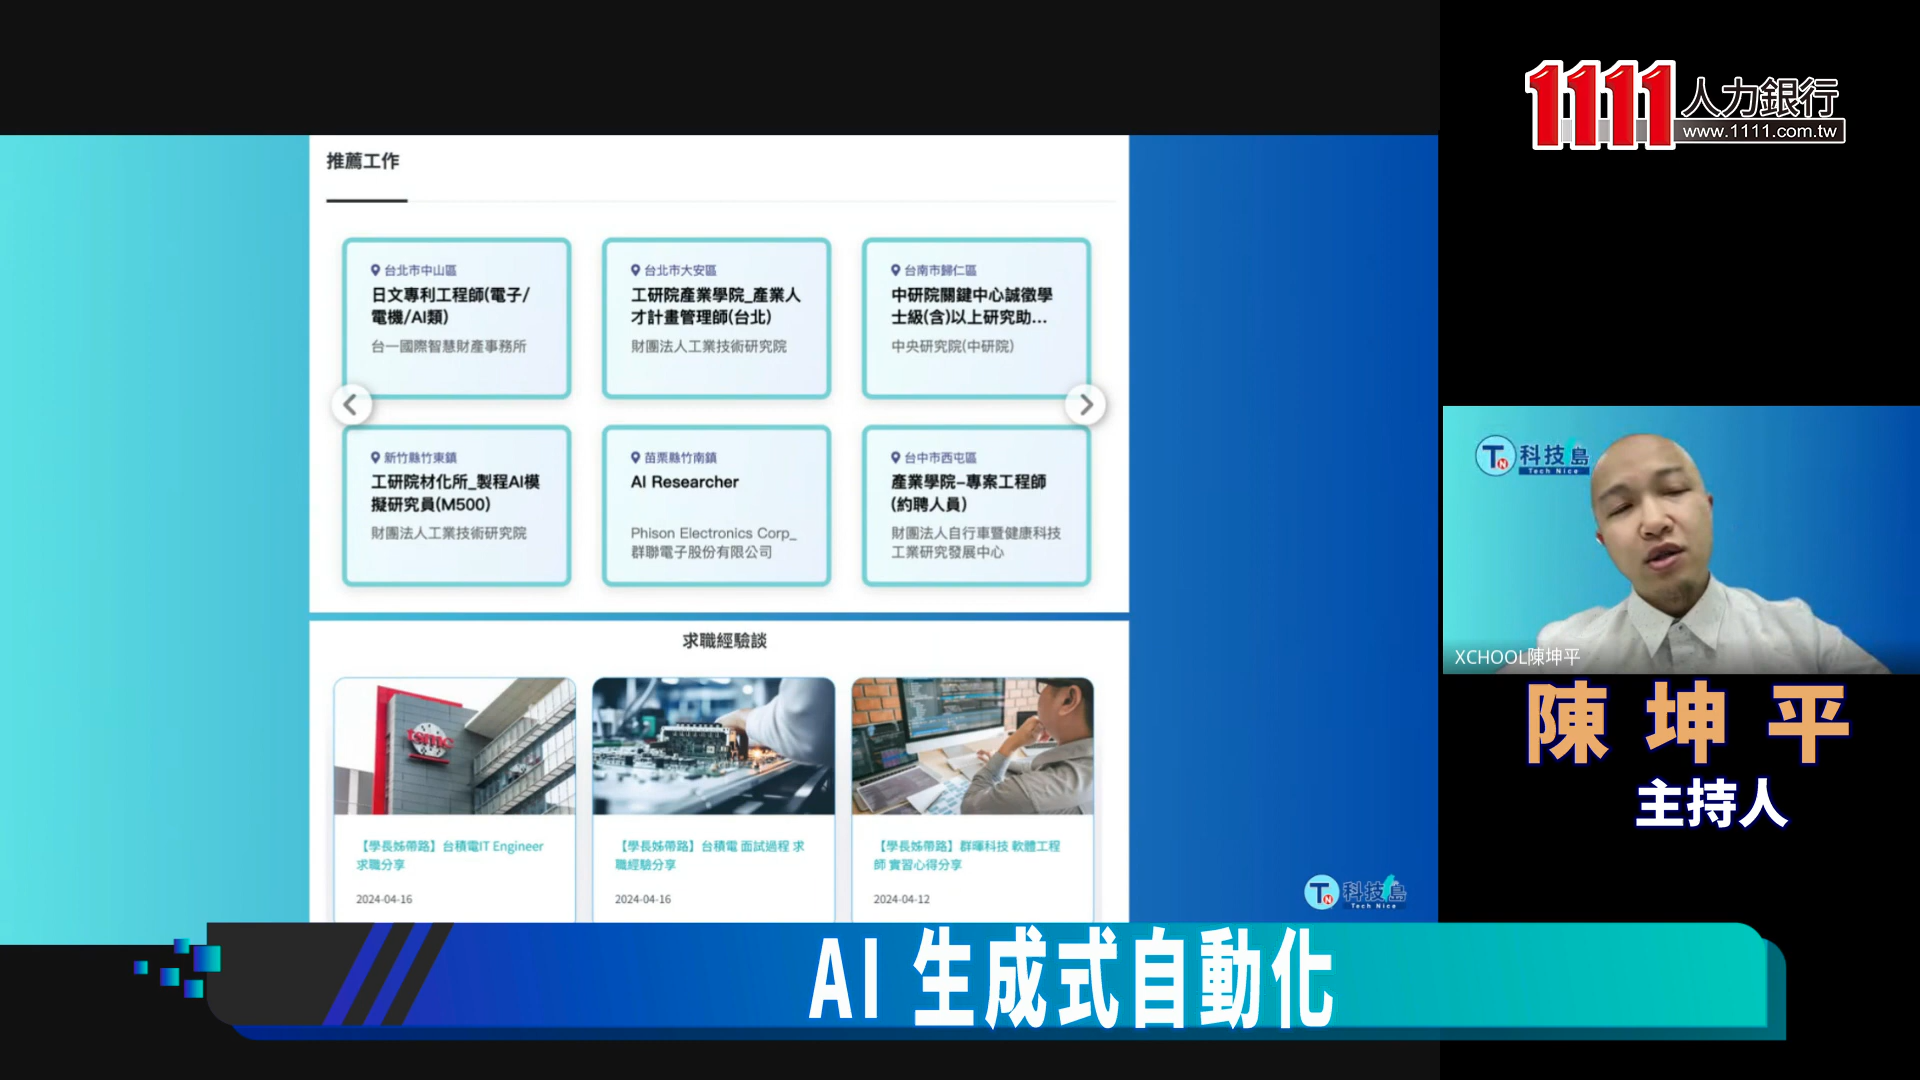 推薦工作
台北市中山區
日文專利工程師(電子/
電機/AI類)
台一國際智慧財產事務所
台北市大安區
工研院產業學院_產業人
才計畫管理師(台北)
財團法人工業技術研究院
台南市歸仁區
中研院關鍵中心誠徵學
士級(含)以上研究助...
中央研究院(中研院)
新竹縣竹東鎮
工研院材化所_製程AI模
擬研究員(M500)
財團法人工業技術研究院
苗栗縣竹南鎮
AI Researcher
Phison Electronics Corp_
群聯電子股份有限公司
台中市西屯區
產業學院–專案工程師
(約聘人員)
財團法人自行車暨健康科技
工業研究發展中心
求職經驗談
tsmc
【學長姊帶路】台積電IT Engineer
求職分享
2024-04-16
【學長姊帶路】台積電 面試過程 求
職經驗分享
2024-04-16
【學長姊帶路】群暉科技 軟體工程
師 實習心得分享
2024-04-12
TN 科技島
Tech Nice
1111人力銀行
www.1111.com.tw
TN 科技島
Tech Nice
XCHOOL陳坤平
陳坤平
主持人
AI 生成式自動化